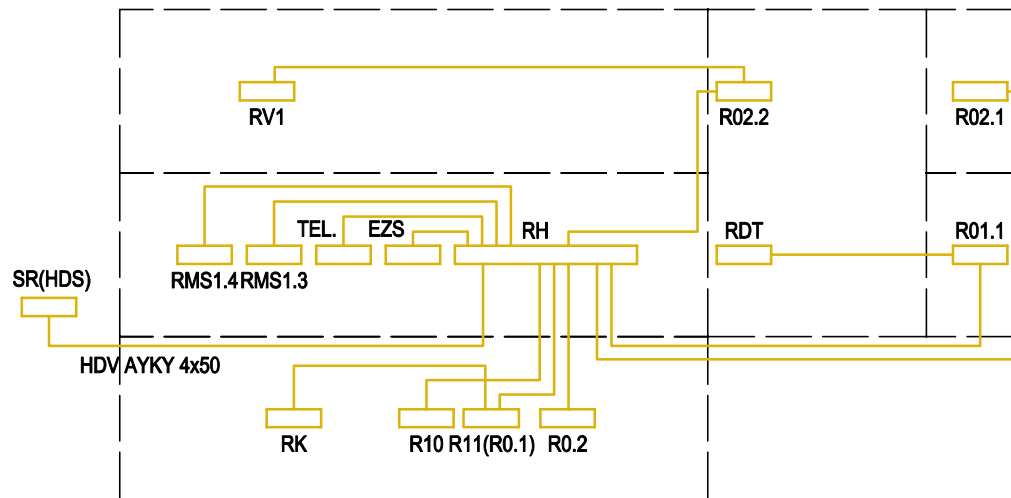 RV1
R02.2
R02.1
TEL.
EZS
RH
RDT
R01.1
RMS1.4
RMS1.3
SR(HDS)
HDV AYKY 4x50
RK
R10
R11(R0.1)
R0.2